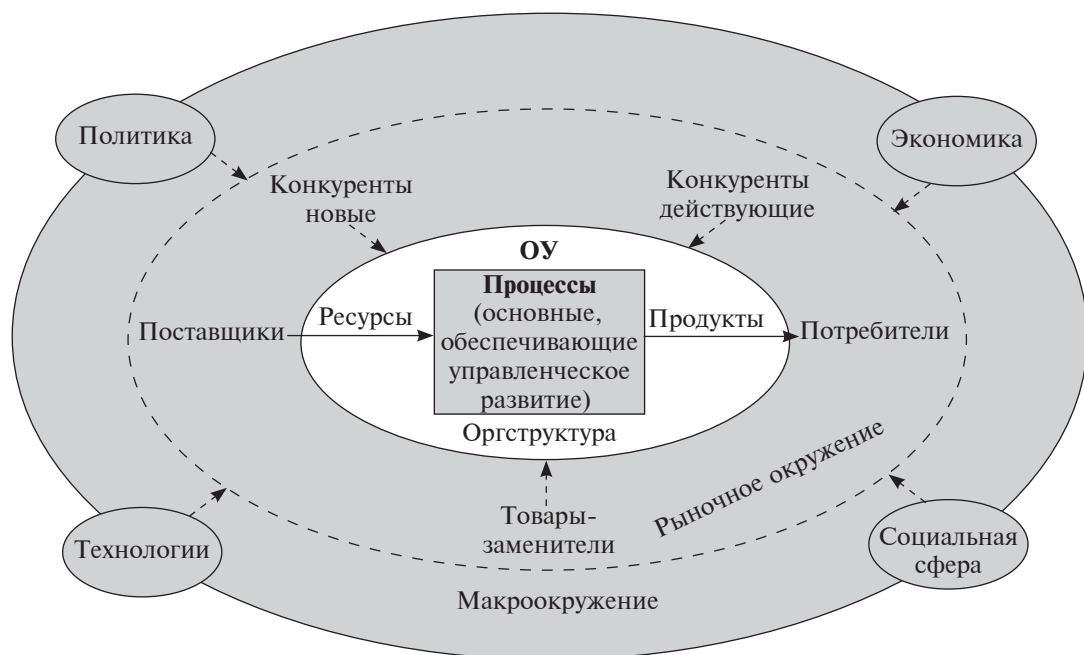 Политика
Экономика
Конкуренты
новые
Конкуренты
действующие
ОУ
Процессы
(основные,
обеспечивающие
управленческое
развитие)
Поставщики
Ресурсы
Продукты
Потребители
Оргструктура
Рыночное окружение
Товары-
заменители
Технологии
Социальная
сфера
Макроокружение